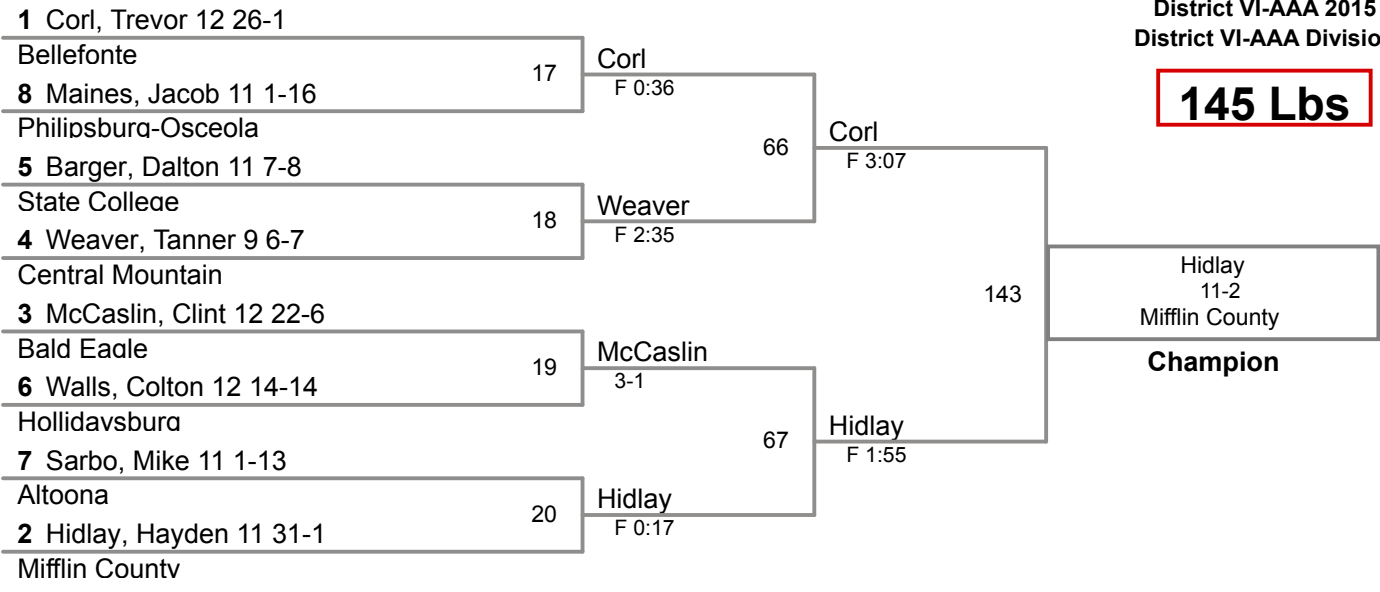 District VI-AAA 2015
District VI-AAA Divisio
145 Lbs
1 Corl, Trevor 12 26-1
Bellefonte
8 Maines, Jacob 11 1-16
Philipsburg-Osceola
5 Barger, Dalton 11 7-8
State College
4 Weaver, Tanner 9 6-7
Central Mountain
3 McCaslin, Clint 12 22-6
Bald Eagle
6 Walls, Colton 12 14-14
Hollidaysburg
7 Sarbo, Mike 11 1-13
Altoona
2 Hidlay, Hayden 11 31-1
Mifflin County
17
18
19
20
Corl
F 0:36
Weaver
F 2:35
McCaslin
3-1
Hidlay
F 0:17
66
67
Corl
F 3:07
Hidlay
F 1:55
143
Hidlay
11-2
Mifflin County
Champion